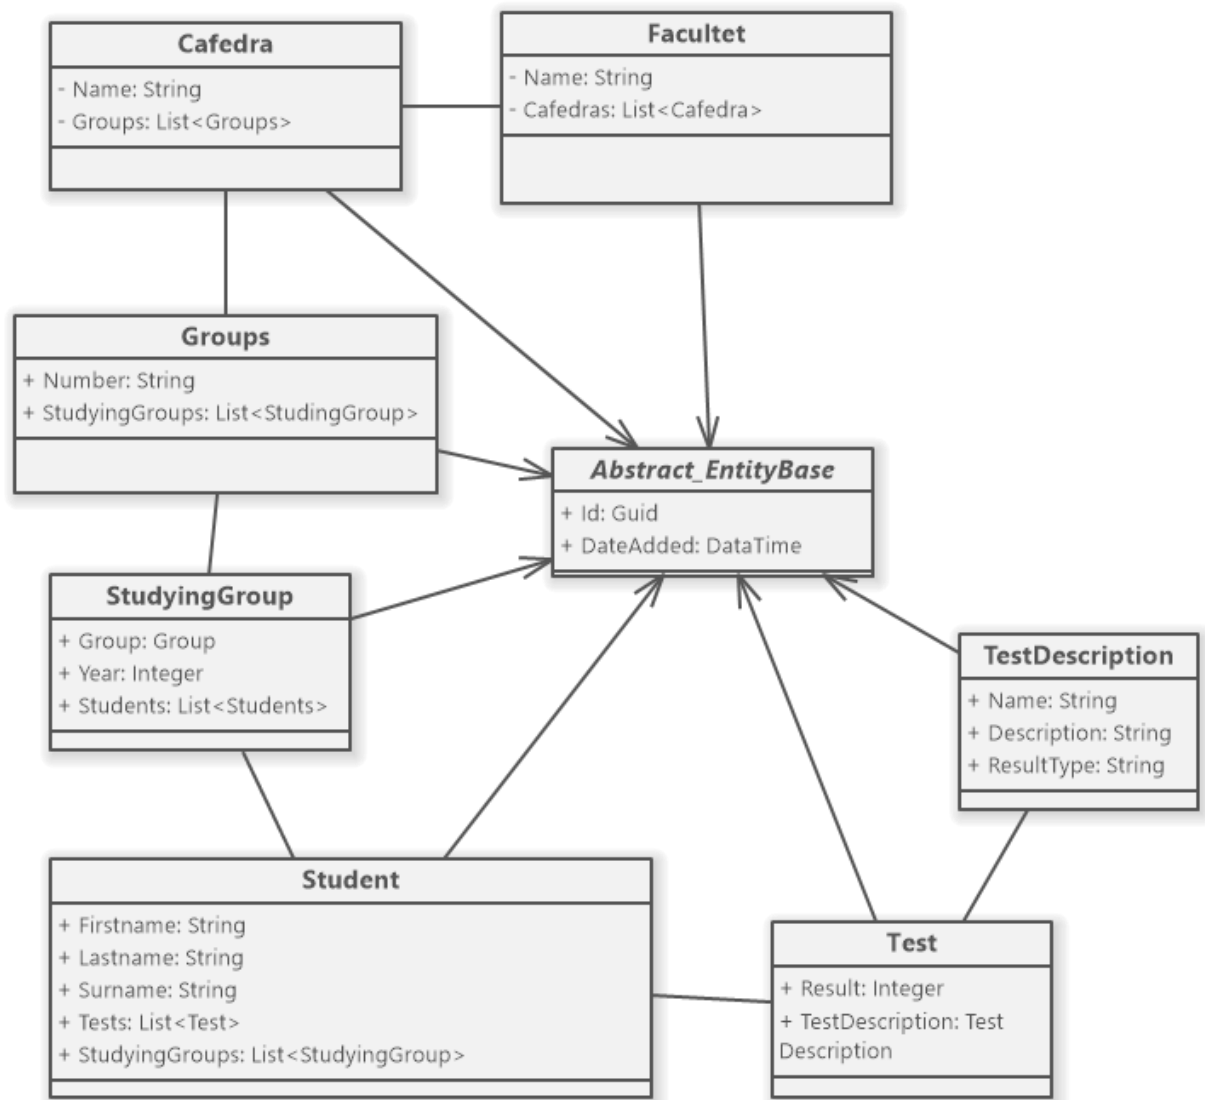 Cafedra
- Name: String
- Groups: List<Groups>
Facultet
- Name: String
- Cafedras: List<Cafedra>
Groups
+ Number: String
+ StudyingGroups: List<StudingGroup>
Abstract_EntityBase
+ Id: Guid
+ DateAdded: DataTime
StudyingGroup
+ Group: Group
+ Year: Integer
+ Students: List<Students>
TestDescription
+ Name: String
+ Description: String
+ ResultType: String
Student
+ Firstname: String
+ Lastname: String
+ Surname: String
+ Tests: List<Test>
+ StudyingGroups: List<StudyingGroup>
Test
+ Result: Integer
+ TestDescription: Test
Description